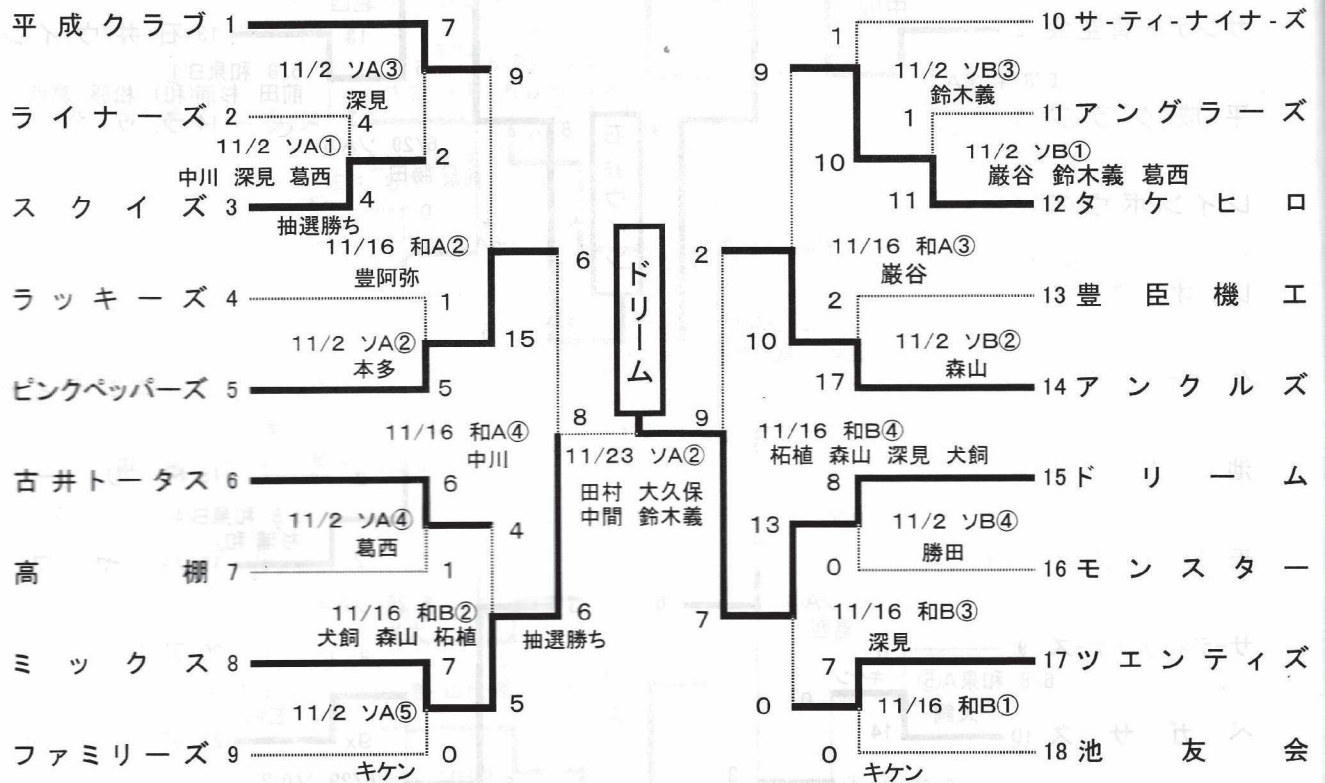 平成クラブ 1
7
11/2 ソA③
深見
9
ライナーズ 2
4
11/2 ソA①
中川 深見 葛西
2
スクイズ 3
4
抽選勝ち
11/16 和A②
豊阿弥
6
ラッキーズ 4
1
11/2 ソA②
本多
15
ピンクペッパーズ 5
5
11/16 和A④
中川
8
古井トータス 6
6
11/2 ソA④
葛西
4
高棚 7
1
11/16 和B②
犬飼 森山 柘植
6
抽選勝ち
ミックス 8
7
11/2 ソA⑤
5
ファミリーズ 9
0
キケン
ドリーム
11/23 ソA②
田村 大久保
中間 鈴木義
10 サ-ティ-ナイナ-ズ
1
9
11/2 ソB③
鈴木義
11 アングラーズ
1
11/2 ソB①
巌谷 鈴木義 葛西
10
11
12 タケヒロ
11/16 和A③
巌谷
2
13 豊臣機工
2
11/2 ソB②
森山
10
17
14 アンクルズ
9
11/16 和B④
柘植 森山 深見 犬飼
15 ドリーム
8
11/2 ソB④
勝田
13
0
16 モンスター
11/16 和B③
深見
7
17 ツエンティズ
7
11/16 和B①
0
0
キケン
18 池友会